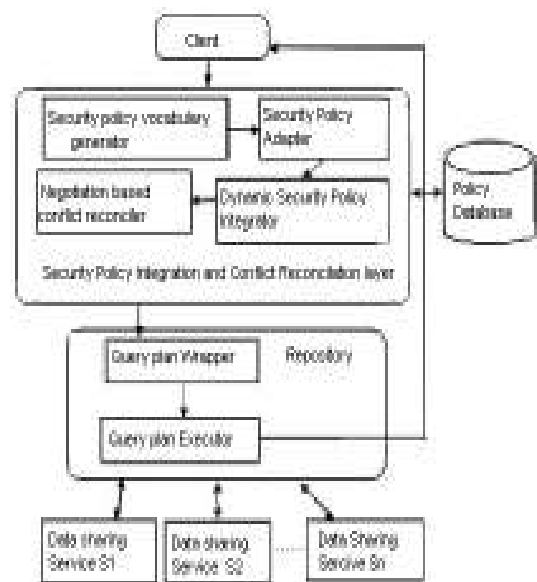 Client
Security policy vocabulary
generator
Security Policy
Adapter
Negotiation based
conflict reconciler
Dynamic Security Policy
Integrator
Policy
Database
Security Policy Integration and Conflict Reconciliation layer
Query plan Wrapper
Repository
Query plan Executor
Data sharing
Service S1
Data sharing
Service S2
Data Sharing
Sercive Sn